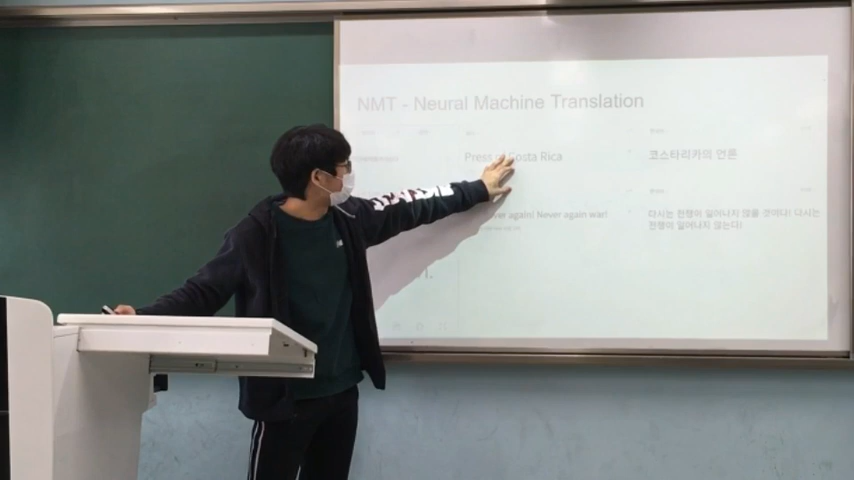 NMT - Neural Machine Translation
Press of Costa Rica
코스타리카의 언론
ever again! Never again war!
다시는 전쟁이 일어나지 않을 것이다! 다시는
전쟁이 일어나지 않는다!